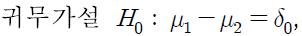 귀무가설 H₀ : μ₁ − μ₂ = δ₀,